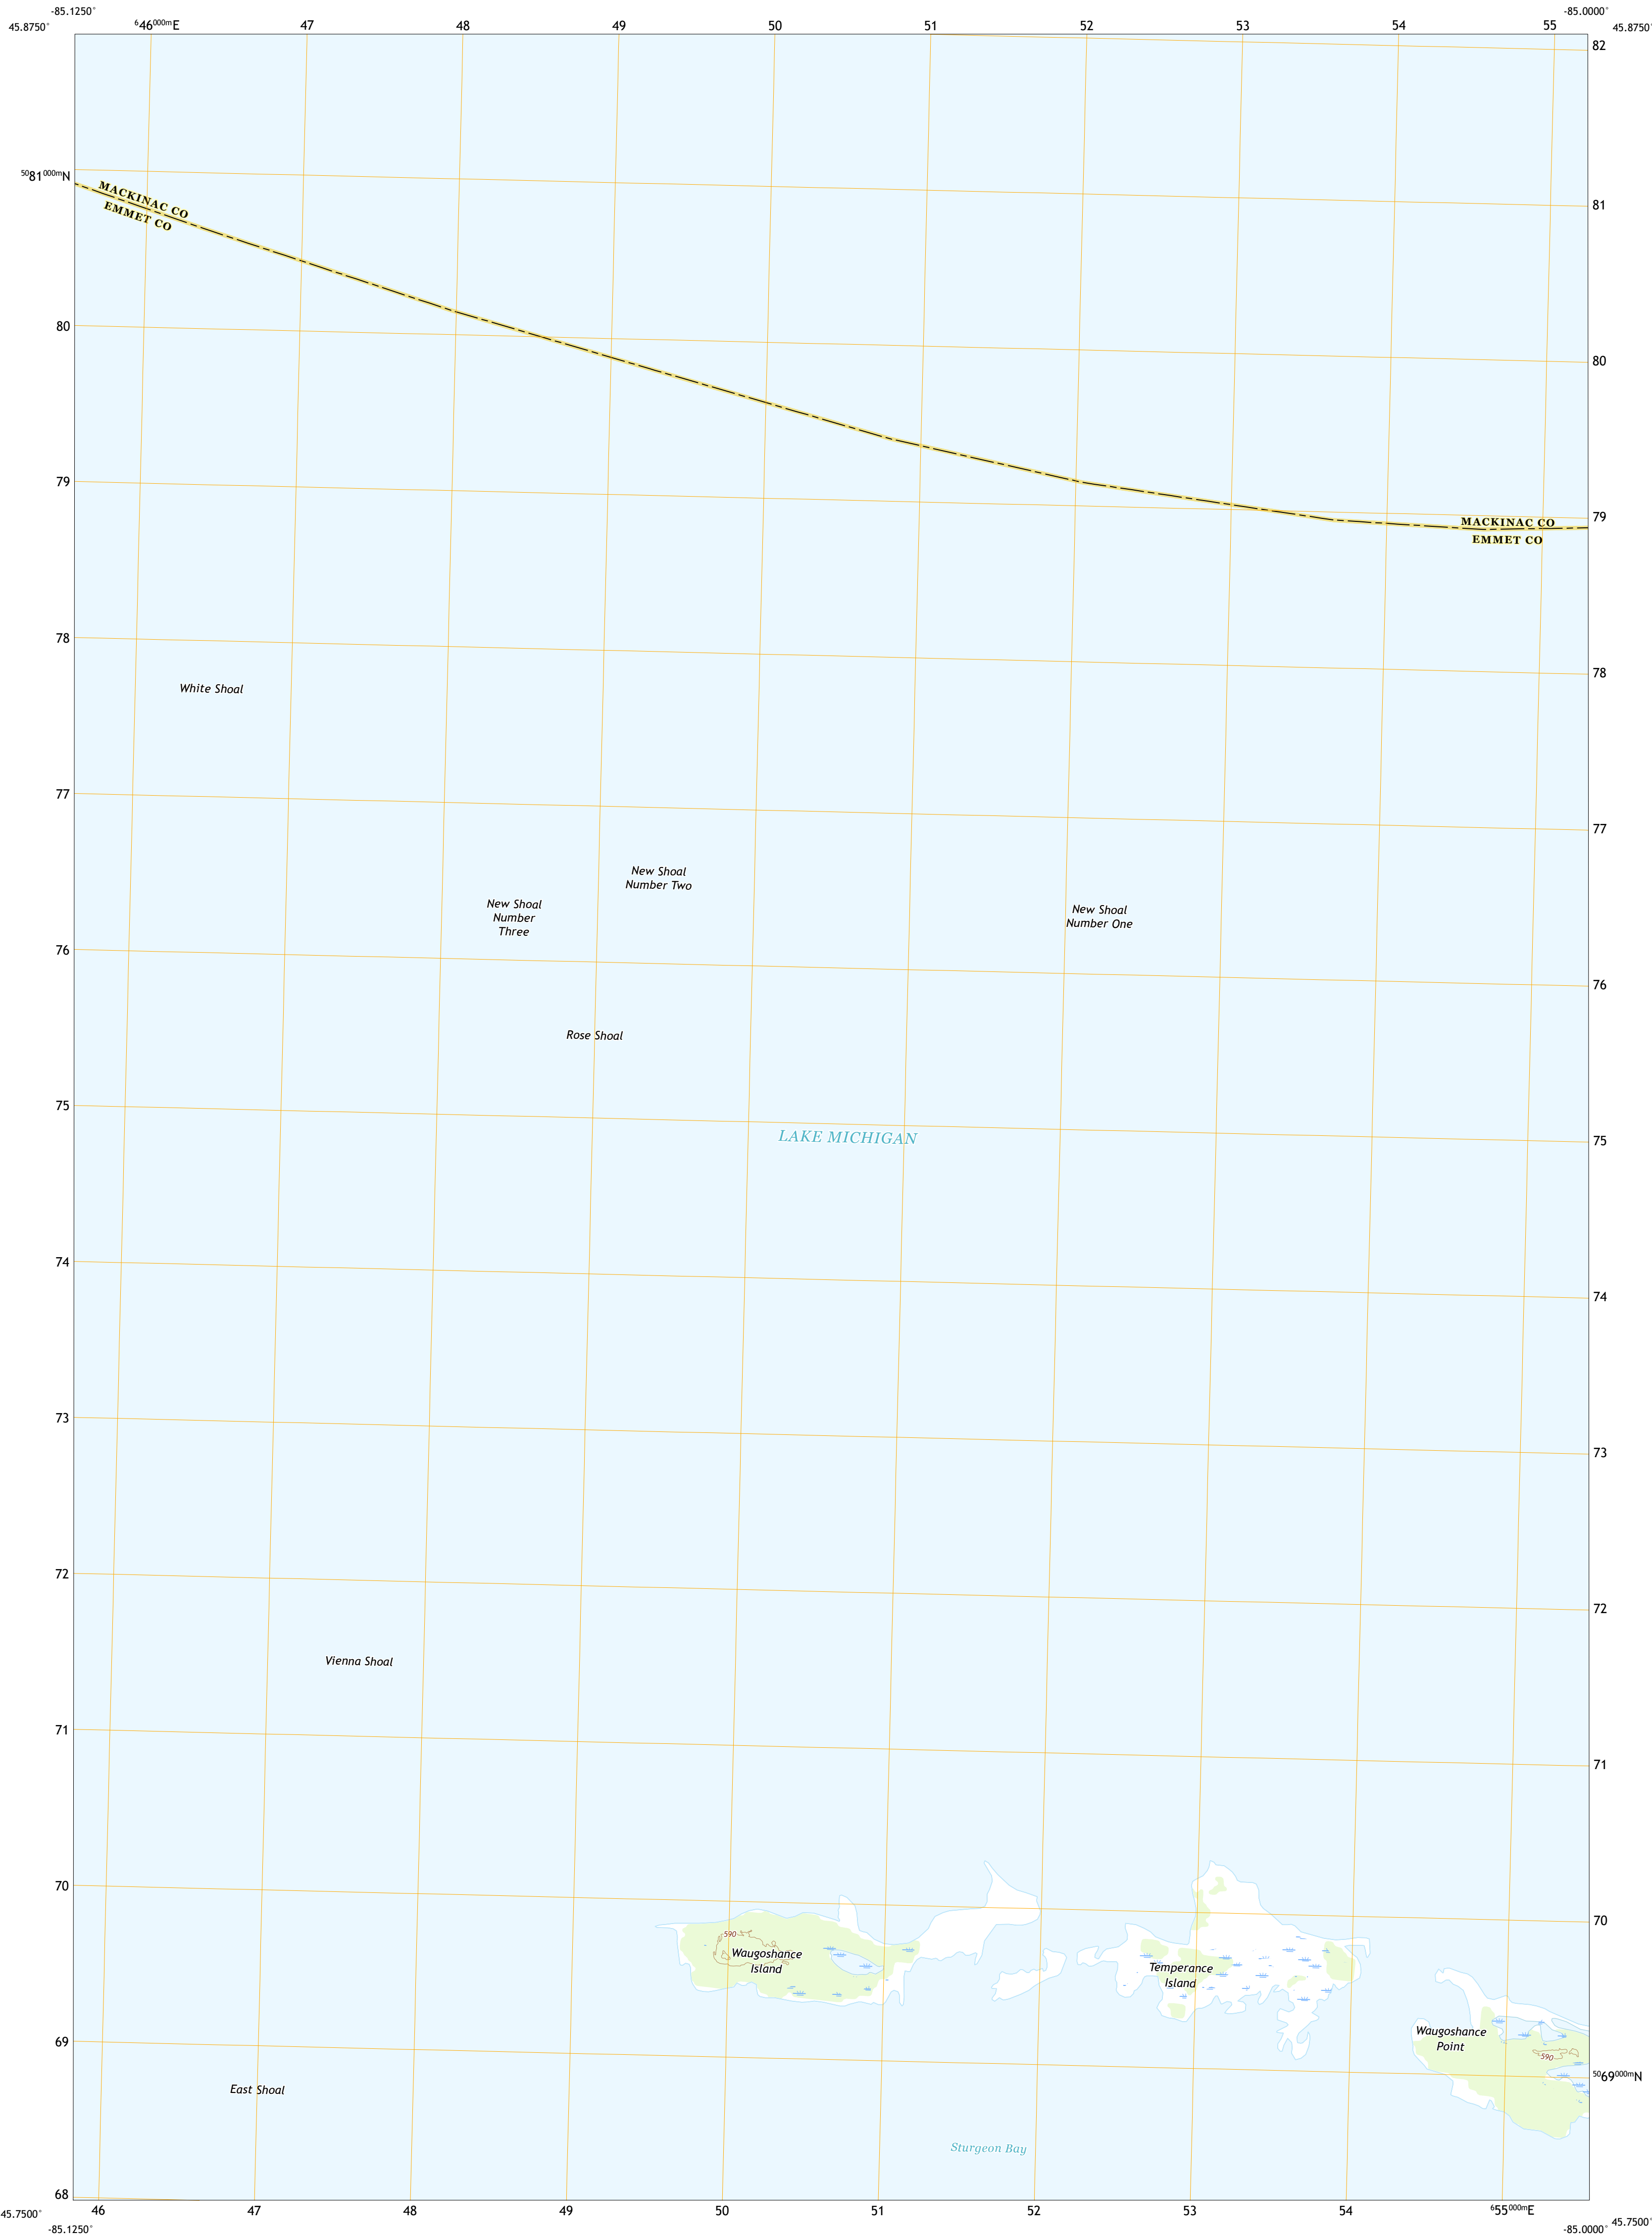 -85.1250°
-85.0000°
45.8750°
⁶46⁰⁰⁰ᵐE 47 48 49 50 51 52 53 54 55
45.8750°
82
⁵⁰81⁰⁰⁰ᵐN
MACKINAC CO
EMMET CO
81
80
80
79
79
MACKINAC CO
EMMET CO
78
78
White Shoal
77
77
New Shoal
Number Two
New Shoal
Number
Three
New Shoal
Number One
76
76
Rose Shoal
75
LAKE MICHIGAN
75
74
74
73
73
72
72
Vienna Shoal
71
71
70
70
590
Waugoshance
Island
Temperance
Island
Waugoshance
Point
590
69
⁵⁰69⁰⁰⁰ᵐN
East Shoal
Sturgeon Bay
68
46 47 48 49 50 51 52 53 54 ⁶55⁰⁰⁰ᵐE
45.7500°
45.7500°
-85.1250°
-85.0000°